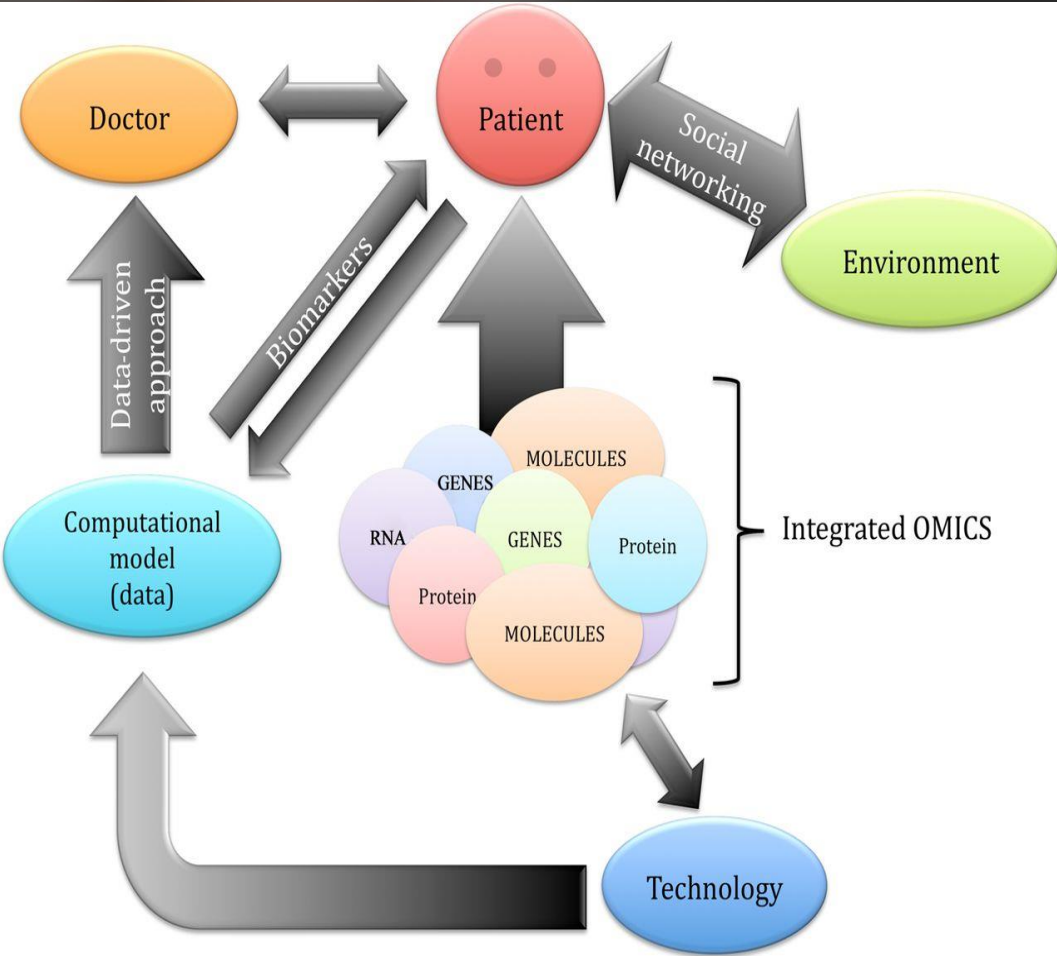 Doctor
Patient
Social
networking
Environment
Data-driven
approach
Biomarkers
MOLECULES
GENES
RNA
GENES
Protein
Protein
MOLECULES
Integrated OMICS
Computational
model
(data)
Technology